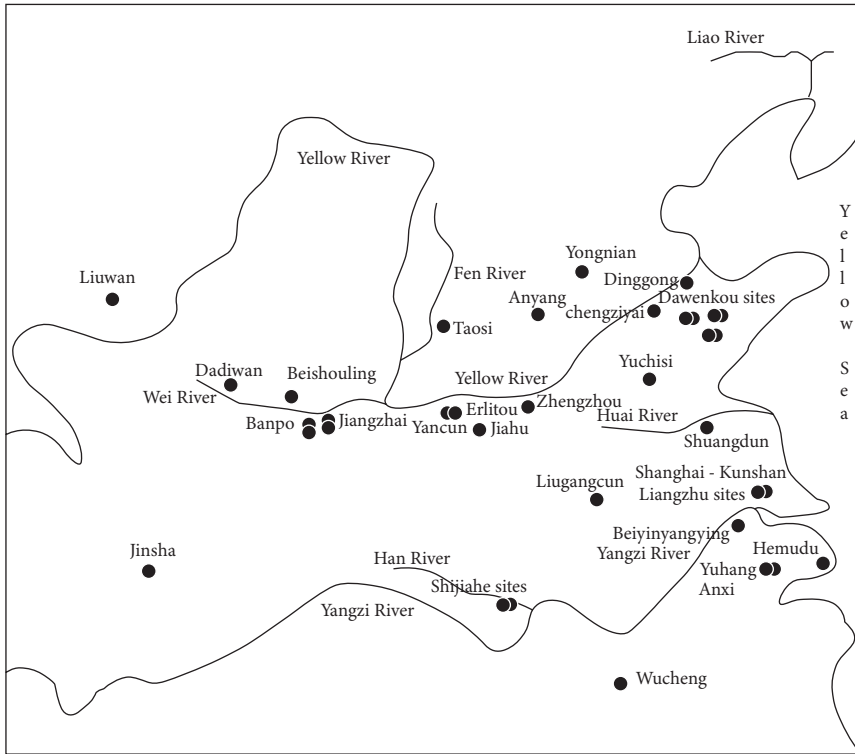 Liao River
Yellow River
Yellow Sea
Yongnian
Liuwan
Fen River
Dinggong
Dawenkou sites
Anyang
chengziyai
Taosi
Dadiwan
Beishouling
Yuchisi
Wei River
Yellow River
Zhengzhou
Banpo
Jiangzhai
Erlitou
Yancun
Jiahu
Huai River
Shuangdun
Shanghai - Kunshan
Liangzhu sites
Liugangcun
Beiyinyangying
Yangzi River
Hemudu
Jinsha
Han River
Yuhang
Anxi
Shijiahe sites
Yangzi River
Wucheng